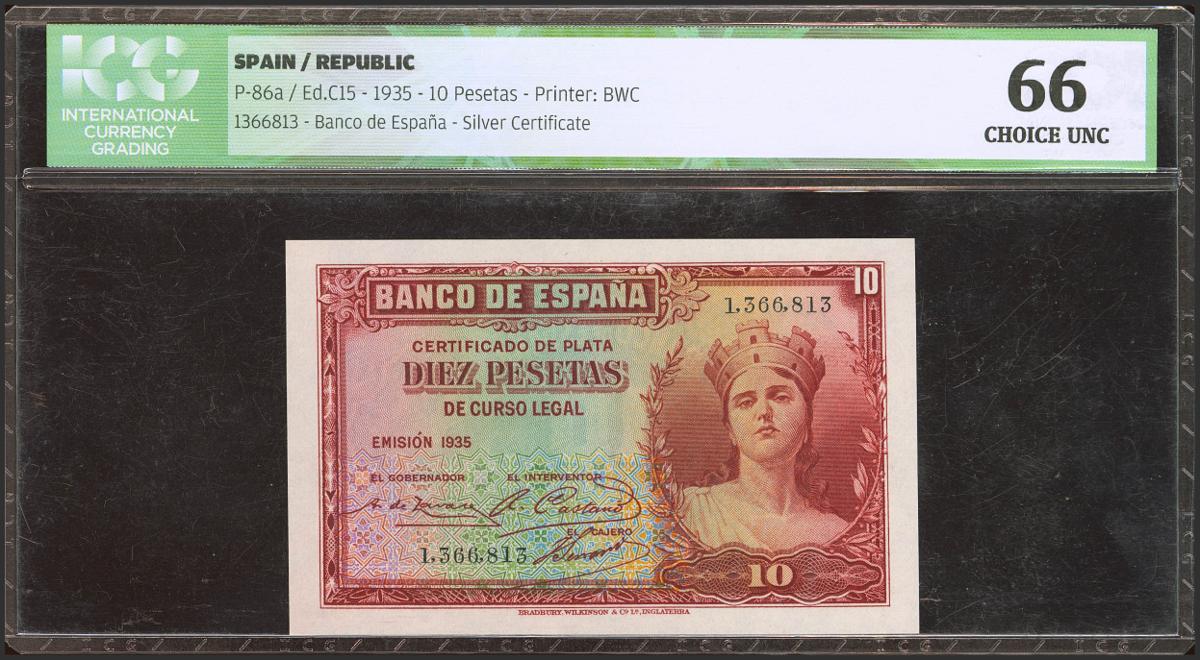 ICG
INTERNATIONAL
CURRENCY
GRADING
SPAIN / REPUBLIC
P-86a / Ed.C15 - 1935 - 10 Pesetas - Printer: BWC
1366813 - Banco de España - Silver Certificate
66
CHOICE UNC
BANCO DE ESPAÑA
10
1,366,813
CERTIFICADO DE PLATA
DIEZ PESETAS
DE CURSO LEGAL
EMISIÓN 1935
EL GOBERNADOR
EL INTERVENTOR
EL CAJERO
1,366,813
10
BRADBURY, WILKINSON & Cº Lᵈ, INGLATERRA